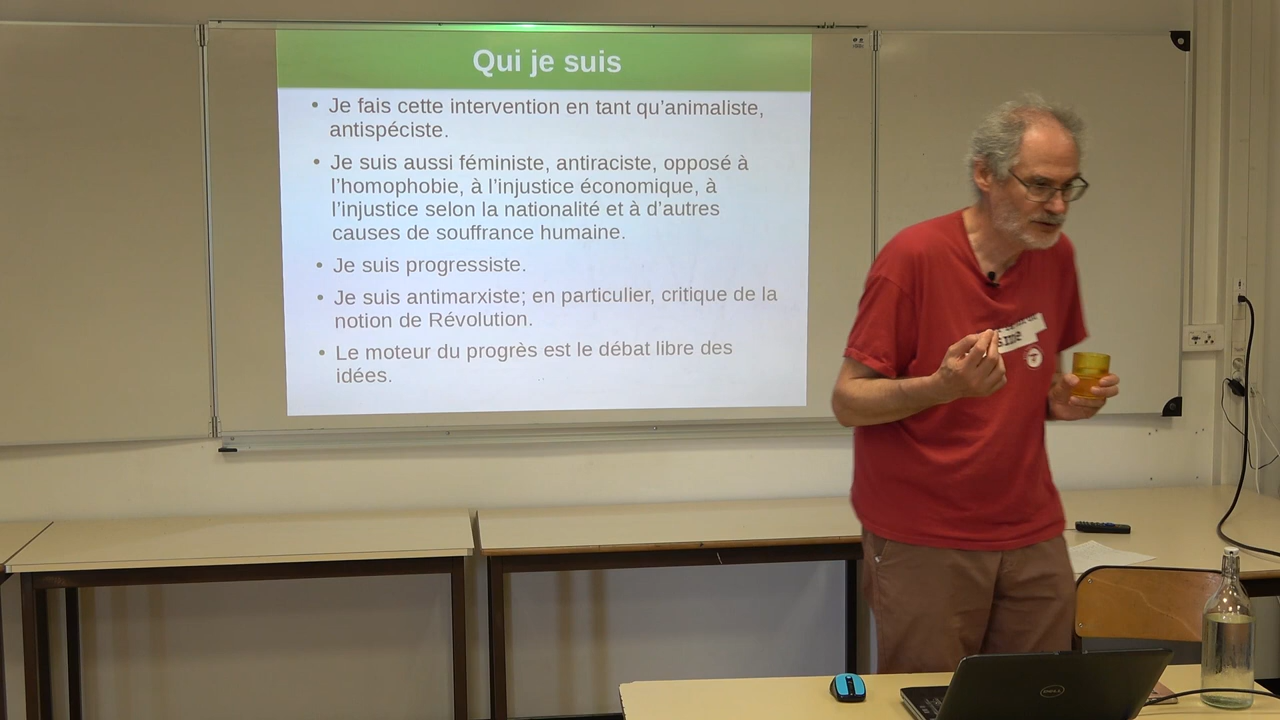 Qui je suis
• Je fais cette intervention en tant qu'animaliste,
antispéciste.
• Je suis aussi féministe, antiraciste, opposé à
l'homophobie, à l'injustice économique, à
l'injustice selon la nationalité et à d'autres
causes de souffrance humaine.
• Je suis progressiste.
• Je suis antimarxiste; en particulier, critique de la
notion de Révolution.
• Le moteur du progrès est le débat libre des
idées.
DELL